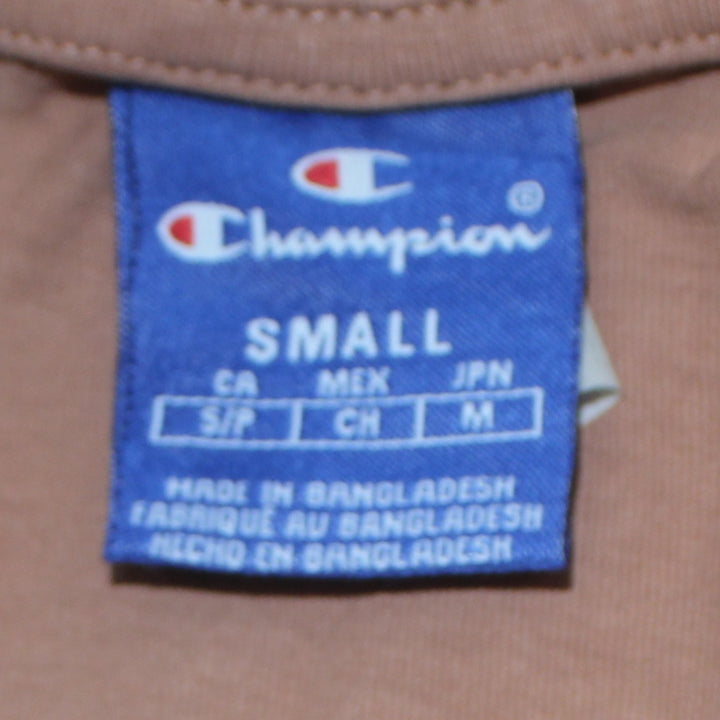 Champion®
SMALL
CA MEX JPN
S/P CH M
MADE IN BANGLADESH
FABRIQUÉ AU BANGLADESH
HECHO EN BANGLADESH